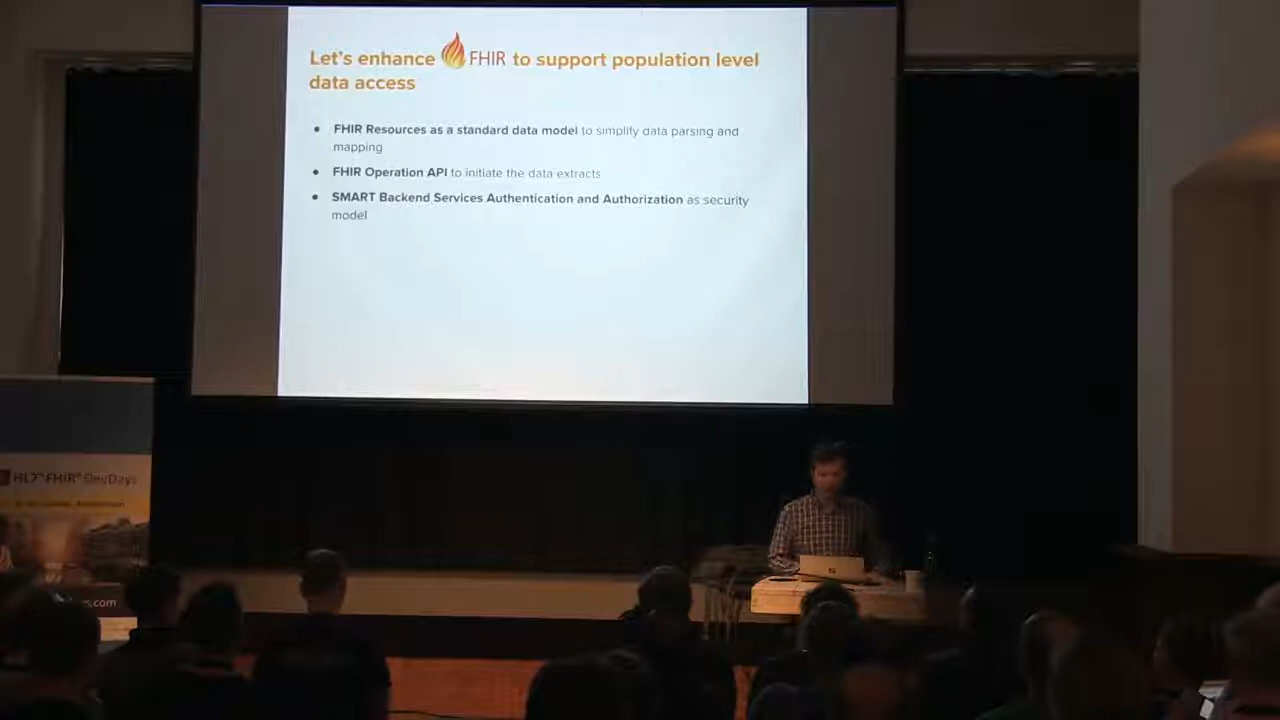 Let's enhance FHIR to support population level
data access
• FHIR Resources as a standard data model to simplify data parsing and
mapping
• FHIR Operation API to initiate the data extracts
• SMART Backend Services Authentication and Authorization as security
model
HL7® FHIR® DevDays
s.com